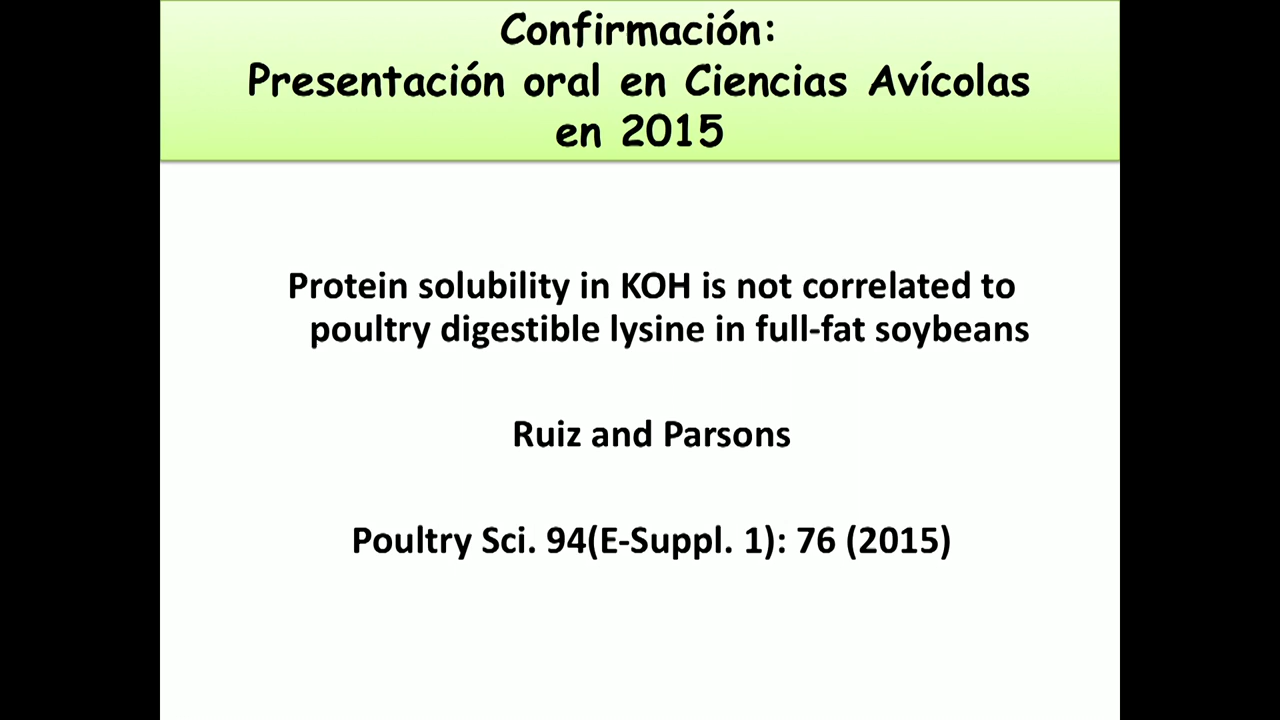 Confirmación:
Presentación oral en Ciencias Avícolas
en 2015
Protein solubility in KOH is not correlated to
poultry digestible lysine in full-fat soybeans
Ruiz and Parsons
Poultry Sci. 94(E-Suppl. 1): 76 (2015)